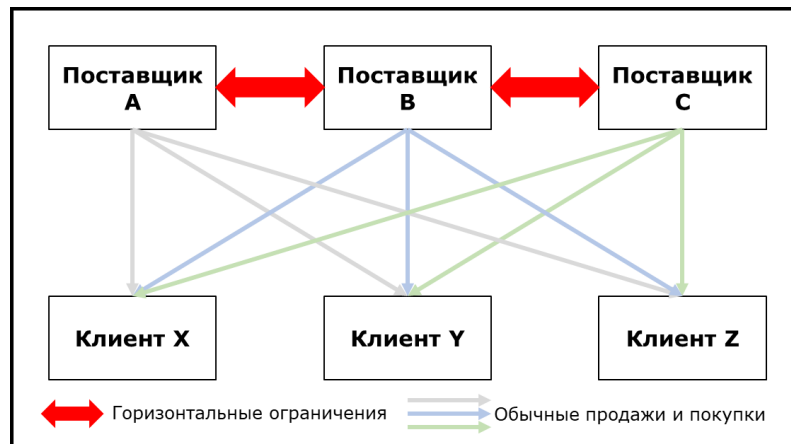 Поставщик
A
Поставщик
B
Поставщик
C
Клиент X
Клиент Y
Клиент Z
Горизонтальные ограничения
Обычные продажи и покупки